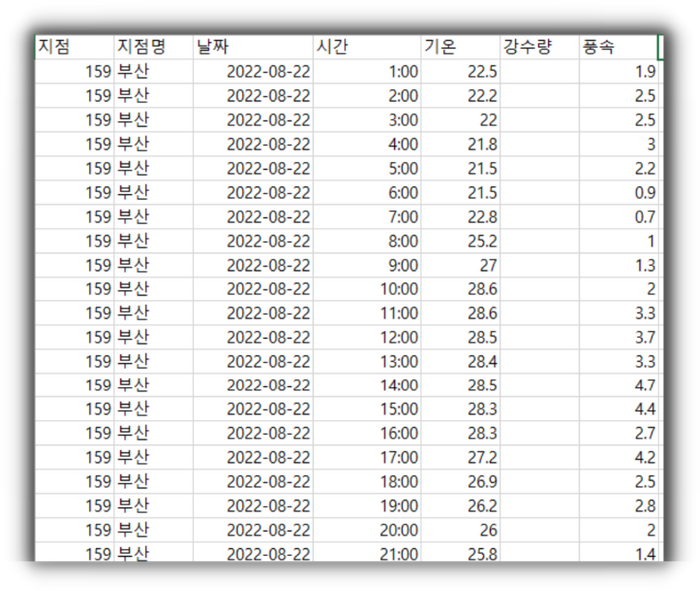 지점 지점명 날짜 시간 기온 강수량 풍속
159 부산 2022-08-22 1:00 22.5 1.9
159 부산 2022-08-22 2:00 22.2 2.5
159 부산 2022-08-22 3:00 22 2.5
159 부산 2022-08-22 4:00 21.8 3
159 부산 2022-08-22 5:00 21.5 2.2
159 부산 2022-08-22 6:00 21.5 0.9
159 부산 2022-08-22 7:00 22.8 0.7
159 부산 2022-08-22 8:00 25.2 1
159 부산 2022-08-22 9:00 27 1.3
159 부산 2022-08-22 10:00 28.6 2
159 부산 2022-08-22 11:00 28.6 3.3
159 부산 2022-08-22 12:00 28.5 3.7
159 부산 2022-08-22 13:00 28.4 3.3
159 부산 2022-08-22 14:00 28.5 4.7
159 부산 2022-08-22 15:00 28.3 4.4
159 부산 2022-08-22 16:00 28.3 2.7
159 부산 2022-08-22 17:00 27.2 4.2
159 부산 2022-08-22 18:00 26.9 2.5
159 부산 2022-08-22 19:00 26.2 2.8
159 부산 2022-08-22 20:00 26 2
159 부산 2022-08-22 21:00 25.8 1.4